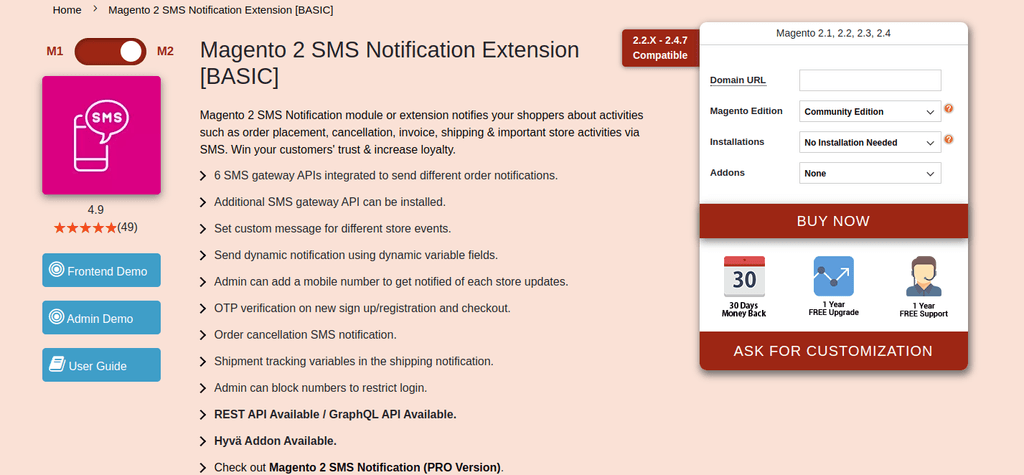 Home > Magento 2 SMS Notification Extension [BASIC]
M1 M2
SMS
4.9
(49)
Frontend Demo
Admin Demo
User Guide
Magento 2 SMS Notification Extension
[BASIC]
Magento 2 SMS Notification module or extension notifies your shoppers about activities
such as order placement, cancellation, invoice, shipping & important store activities via
SMS. Win your customers' trust & increase loyalty.
6 SMS gateway APIs integrated to send different order notifications.
Additional SMS gateway API can be installed.
Set custom message for different store events.
Send dynamic notification using dynamic variable fields.
Admin can add a mobile number to get notified of each store updates.
OTP verification on new sign up/registration and checkout.
Order cancellation SMS notification.
Shipment tracking variables in the shipping notification.
Admin can block numbers to restrict login.
REST API Available / GraphQL API Available.
Hyvä Addon Available.
Check out Magento 2 SMS Notification (PRO Version).
2.2.X - 2.4.7
Compatible
Magento 2.1, 2.2, 2.3, 2.4
Domain URL
Magento Edition Community Edition ?
Installations No Installation Needed ?
Addons None
BUY NOW
30
30 Days
Money Back
1 Year
FREE Upgrade
1 Year
FREE Support
ASK FOR CUSTOMIZATION